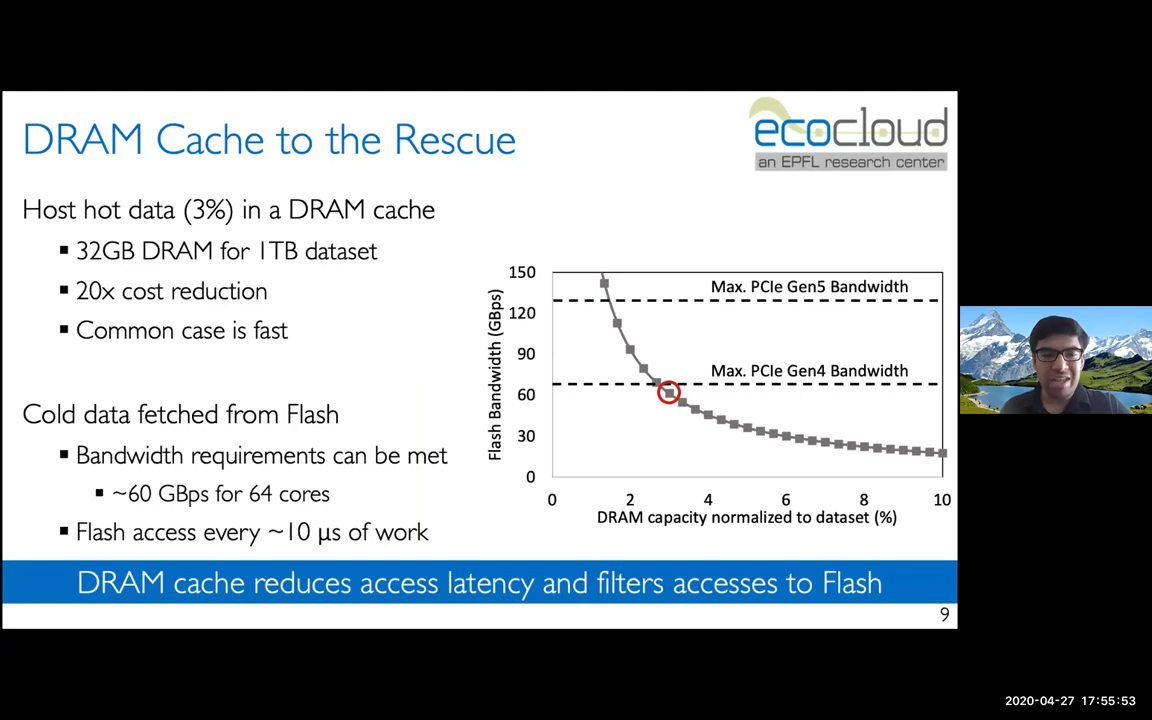 DRAM Cache to the Rescue
ecocloud
an EPFL research center
Host hot data (3%) in a DRAM cache
▪ 32GB DRAM for 1TB dataset
▪ 20x cost reduction
▪ Common case is fast
Cold data fetched from Flash
▪ Bandwidth requirements can be met
▪ ~60 GBps for 64 cores
▪ Flash access every ~10 µs of work
Flash Bandwidth (GBps)
150
120
90
60
30
0
Max. PCIe Gen5 Bandwidth
Max. PCIe Gen4 Bandwidth
0 2 4 6 8 10
DRAM capacity normalized to dataset (%)
DRAM cache reduces access latency and filters accesses to Flash
9
2020-04-27 17:55:53